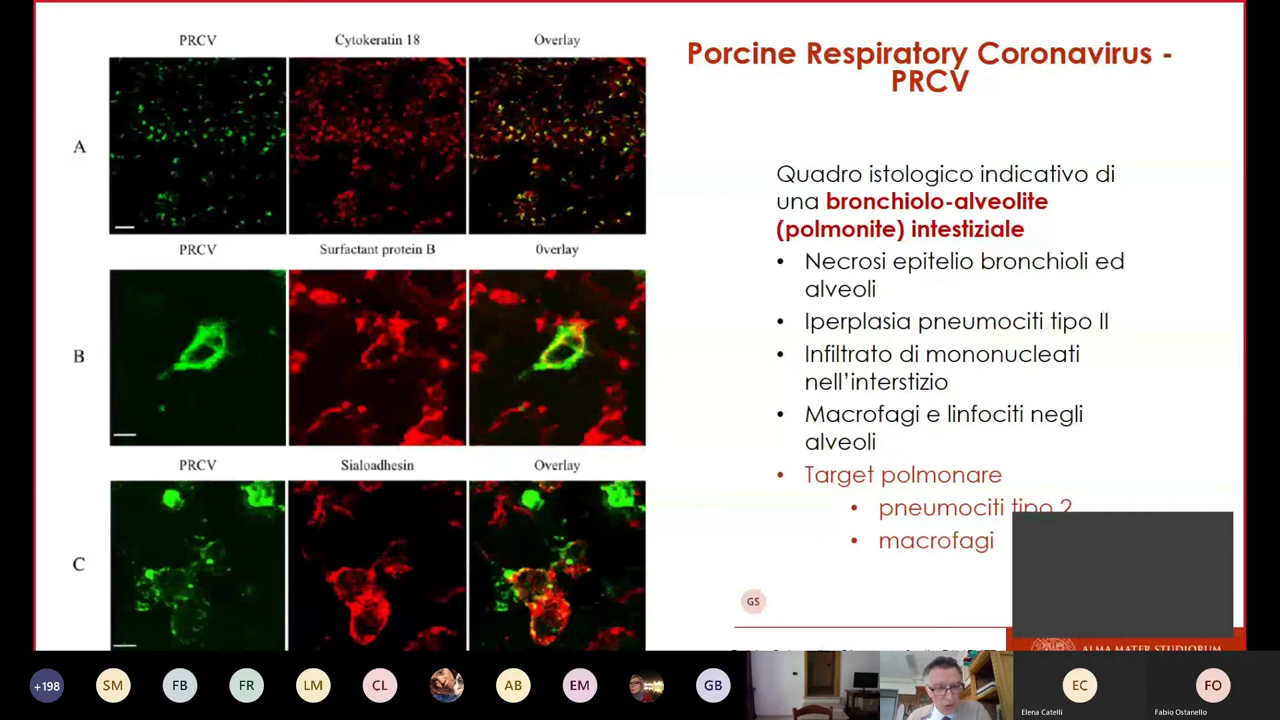 PRCV Cytokeratin 18 Overlay
A
PRCV Surfactant protein B 0verlay
B
PRCV Sialoadhesin Overlay
C
Porcine Respiratory Coronavirus -
PRCV
Quadro istologico indicativo di
una bronchiolo-alveolite
(polmonite) intestiziale
• Necrosi epitelio bronchioli ed
alveoli
• Iperplasia pneumociti tipo II
• Infiltrato di mononucleati
nell'interstizio
• Macrofagi e linfociti negli
alveoli
• Target polmonare
• pneumociti tipo 2
• macrofagi
GS
ALMA MATER STUDIORUM
+198 SM FB FR LM CL AB EM GB EC FO
Elena Catelli Fabio Ostanello